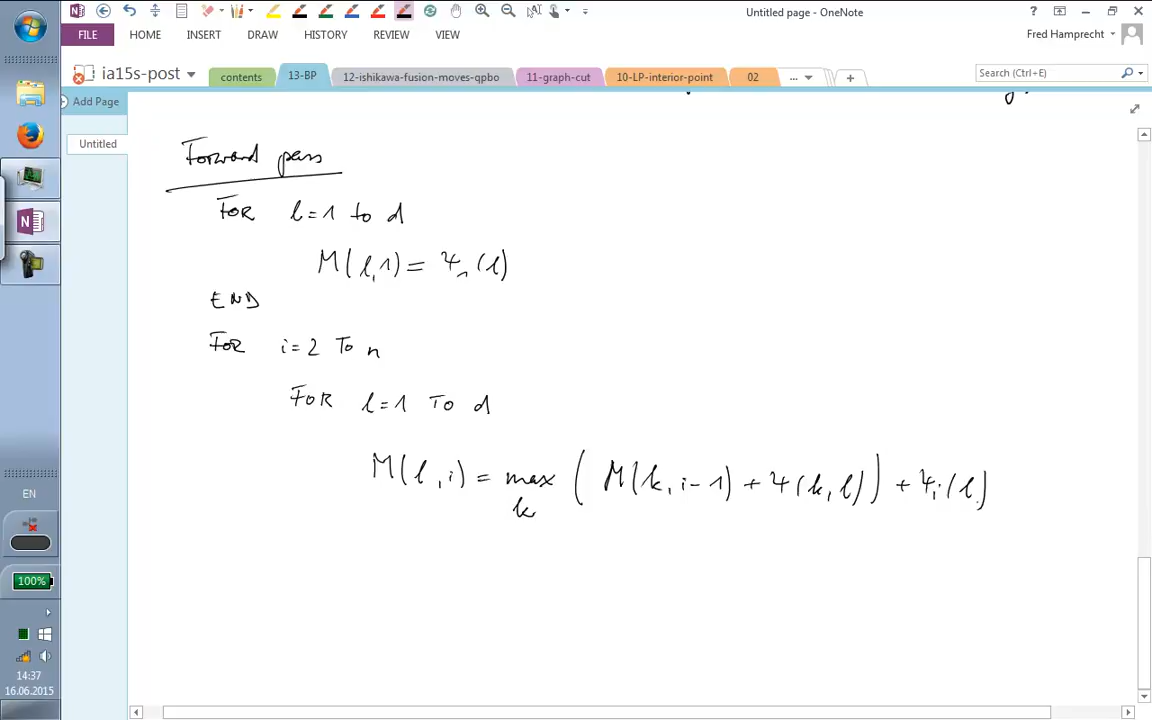 Untitled page - OneNote
FILE HOME INSERT DRAW HISTORY REVIEW VIEW
Fred Hamprecht
ia15s-post contents 13-BP 12-ishikawa-fusion-moves-qpbo 11-graph-cut 10-LP-interior-point 02 ... +
Search (Ctrl+E)
Add Page
Untitled
Forward pass
FOR l=1 to d
M(l,1) = Ψ₁(l)
END
FOR i=2 TO n
FOR l=1 TO d
M(l,i) = max ( M(k,i-1) + Ψ(k,l) ) + Ψᵢ(l)
k
EN
100%
14:37
16.06.2015